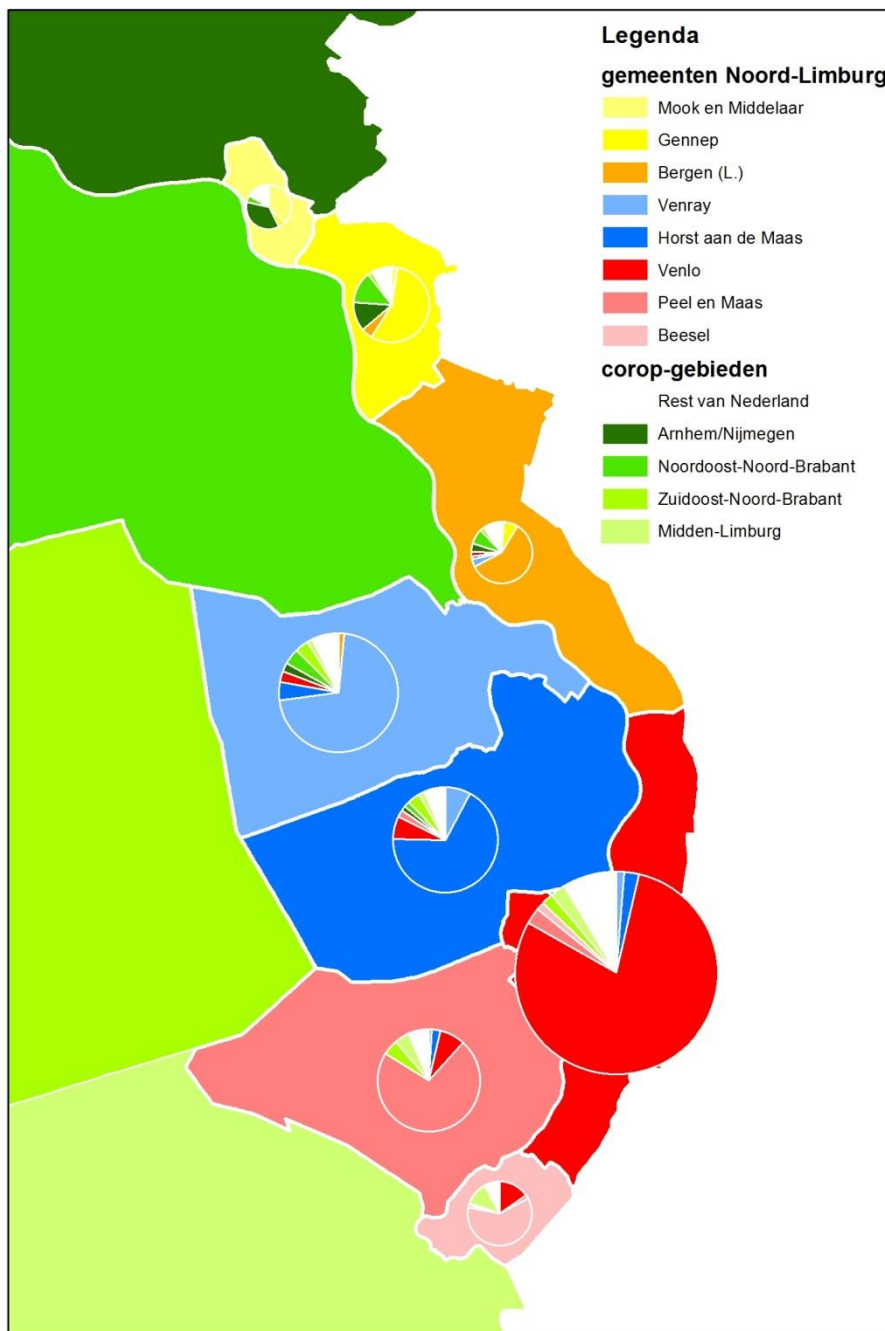 Legenda
gemeenten Noord-Limburg
Mook en Middelaar
Gennep
Bergen (L.)
Venray
Horst aan de Maas
Venlo
Peel en Maas
Beesel
corop-gebieden
Rest van Nederland
Arnhem/Nijmegen
Noordoost-Noord-Brabant
Zuidoost-Noord-Brabant
Midden-Limburg